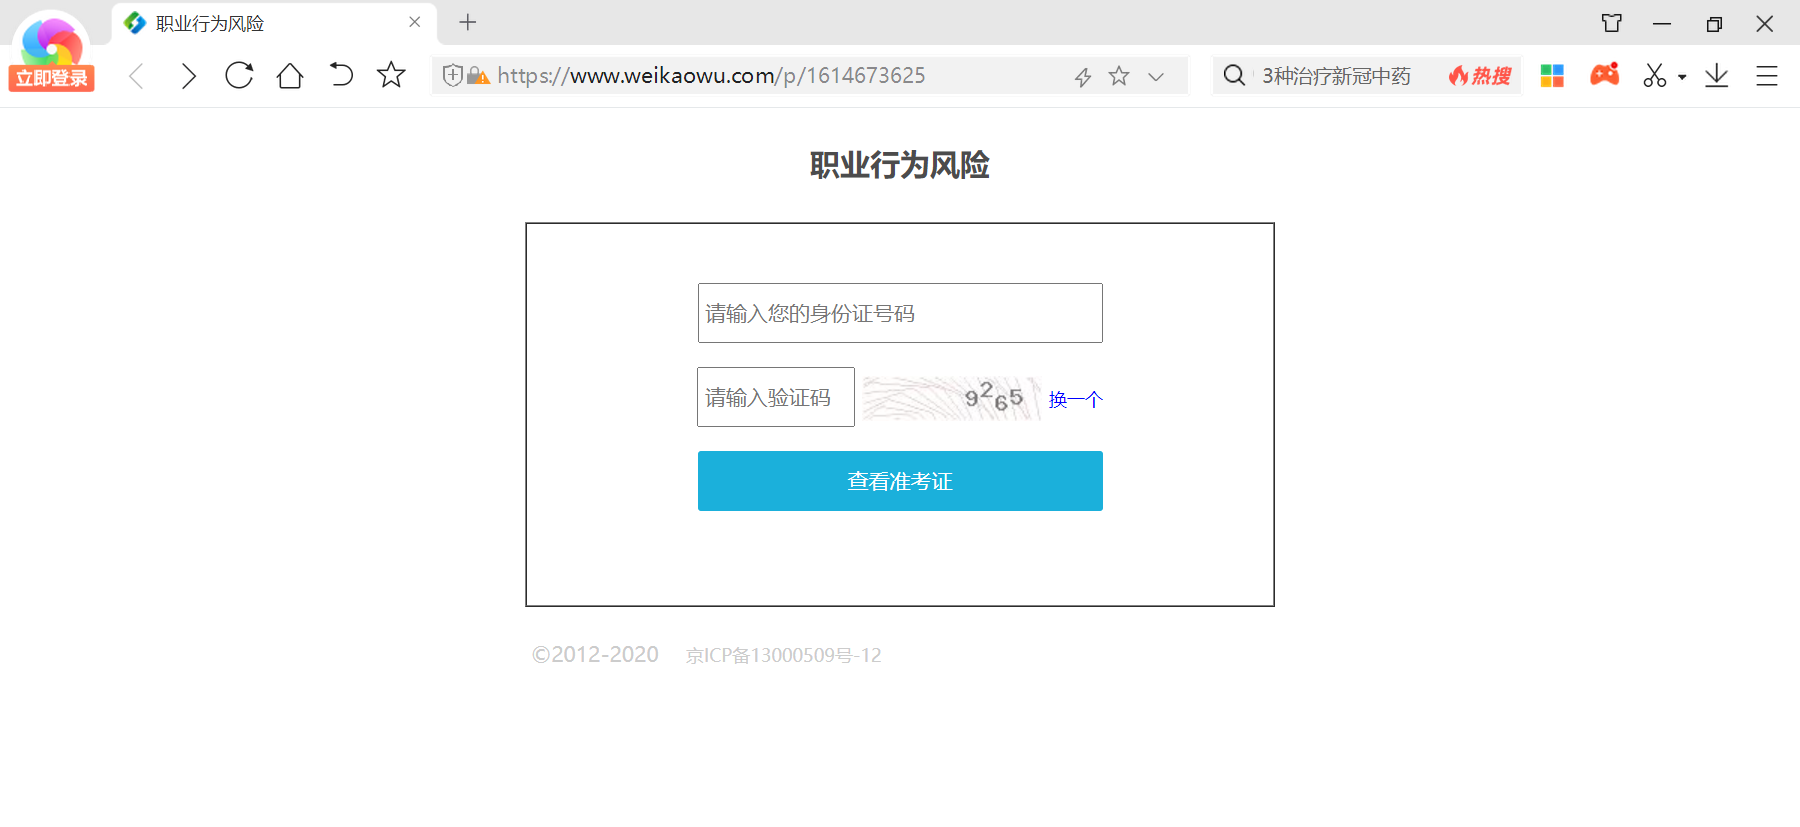 职业行为风险
立即登录
https://www.weikaowu.com/p/1614673625
3种治疗新冠中药 热搜
职业行为风险
请输入您的身份证号码
请输入验证码 9265 换一个
查看准考证
©2012-2020 京ICP备13000509号-12